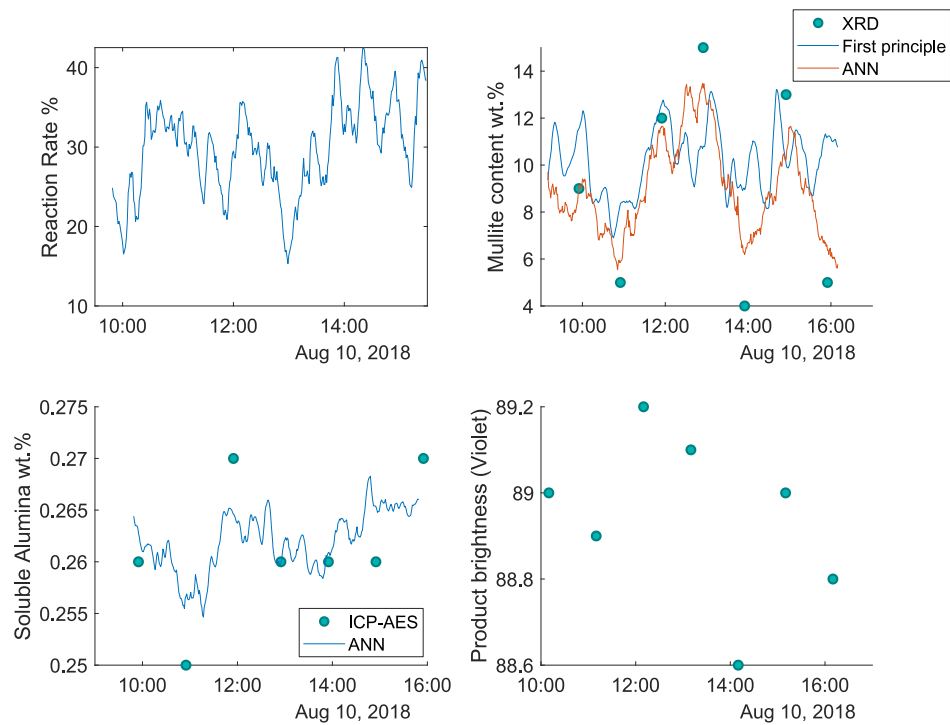 Reaction Rate %
40
30
20
10
10:00 12:00 14:00
Aug 10, 2018
XRD
First principle
ANN
Mullite content wt.%
14
12
10
8
6
4
10:00 12:00 14:00 16:00
Aug 10, 2018
Soluble Alumina wt.%
0.275
0.27
0.265
0.26
0.255
0.25
ICP-AES
ANN
10:00 12:00 14:00 16:00
Aug 10, 2018
Product brightness (Violet)
89.2
89
88.8
88.6
10:00 12:00 14:00 16:00
Aug 10, 2018